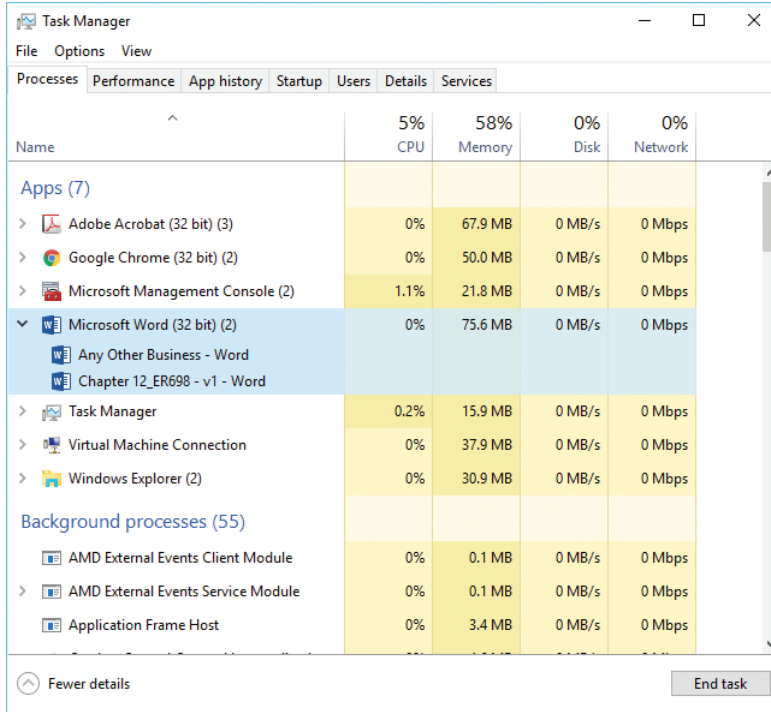 Task Manager
File Options View
Processes Performance App history Startup Users Details Services
5% 58% 0% 0%
Name CPU Memory Disk Network
Apps (7)
Adobe Acrobat (32 bit) (3) 0% 67.9 MB 0 MB/s 0 Mbps
Google Chrome (32 bit) (2) 0% 50.0 MB 0 MB/s 0 Mbps
Microsoft Management Console (2) 1.1% 21.8 MB 0 MB/s 0 Mbps
Microsoft Word (32 bit) (2) 0% 75.6 MB 0 MB/s 0 Mbps
Any Other Business - Word
Chapter 12_ER698 - v1 - Word
Task Manager 0.2% 15.9 MB 0 MB/s 0 Mbps
Virtual Machine Connection 0% 37.9 MB 0 MB/s 0 Mbps
Windows Explorer (2) 0% 30.9 MB 0 MB/s 0 Mbps
Background processes (55)
AMD External Events Client Module 0% 0.1 MB 0 MB/s 0 Mbps
AMD External Events Service Module 0% 0.1 MB 0 MB/s 0 Mbps
Application Frame Host 0% 3.4 MB 0 MB/s 0 Mbps
Fewer details End task